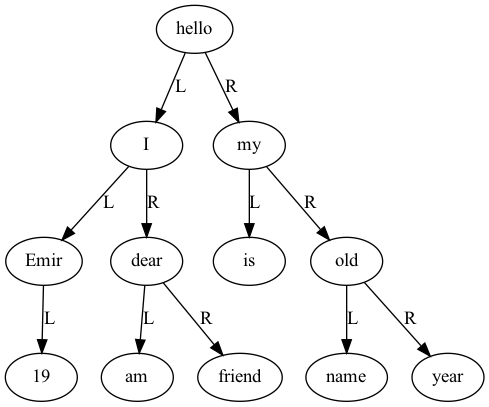 hello
L R
I my
L R L R
Emir dear is old
L L R L R
19 am friend name year